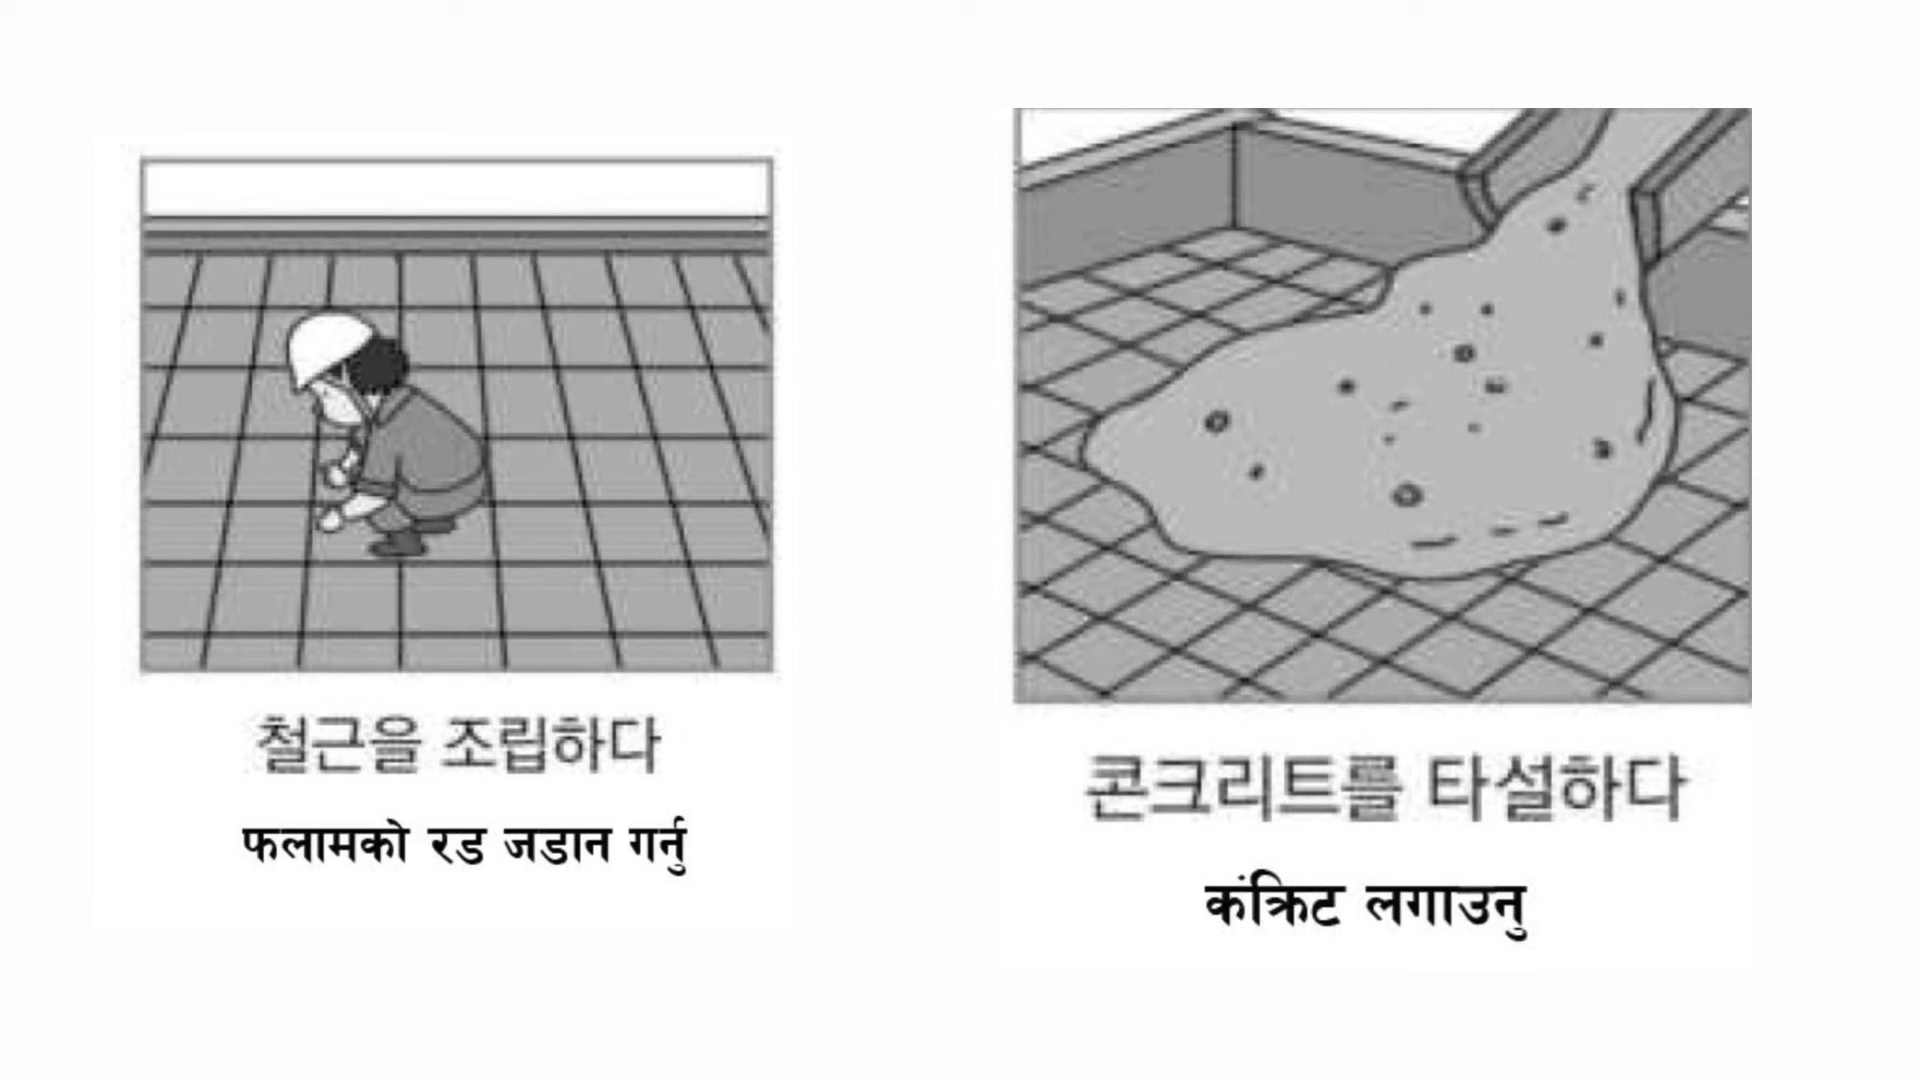 철근을 조립하다
फलामको रड जडान गर्नु
콘크리트를 타설하다
कंक्रिट लगाउनु